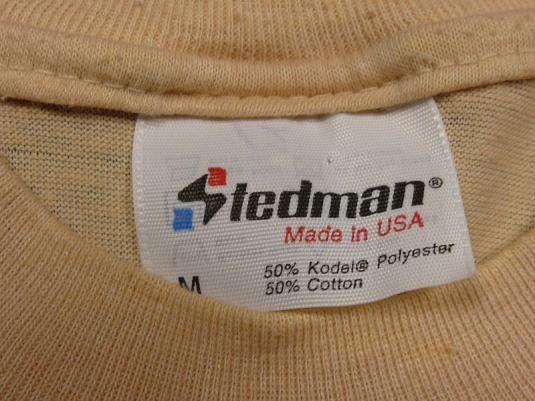 Stedman®
Made In USA
50% Kodel® Polyester
M 50% Cotton